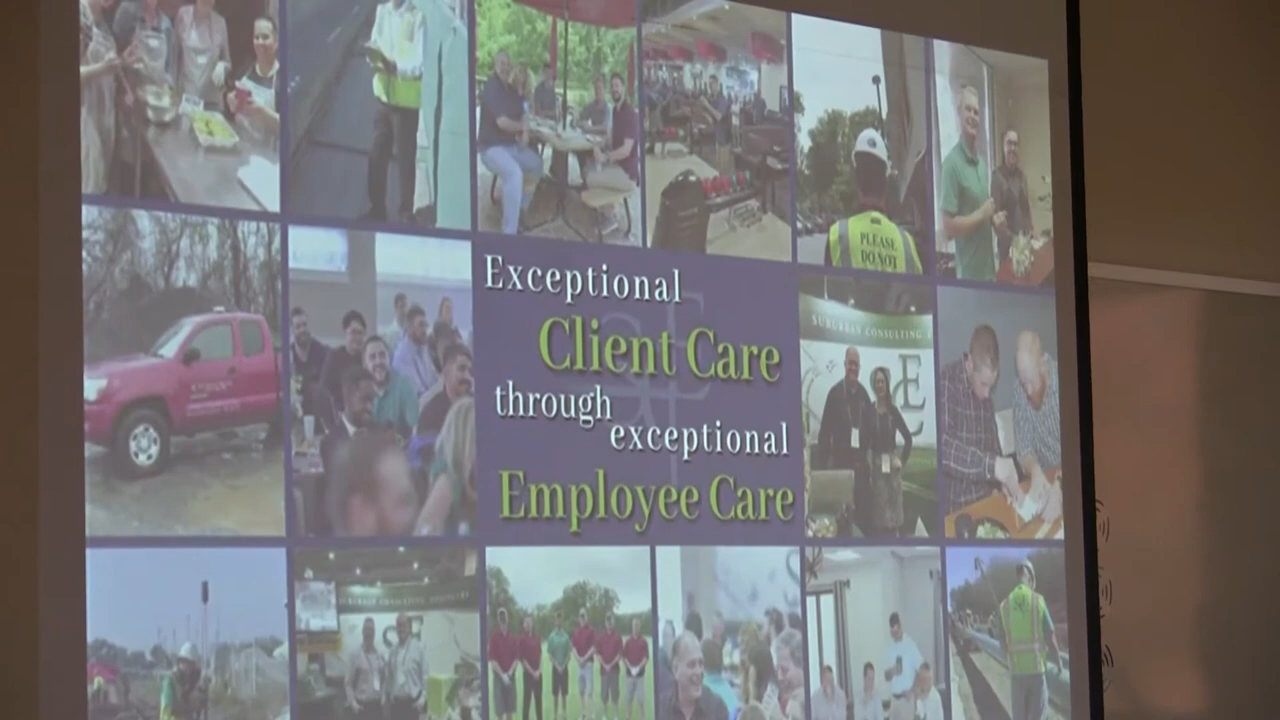 PLEASE
DO NOT
Exceptional
Client Care
through
exceptional
Employee Care
SUBURBAN CONSULTING
E